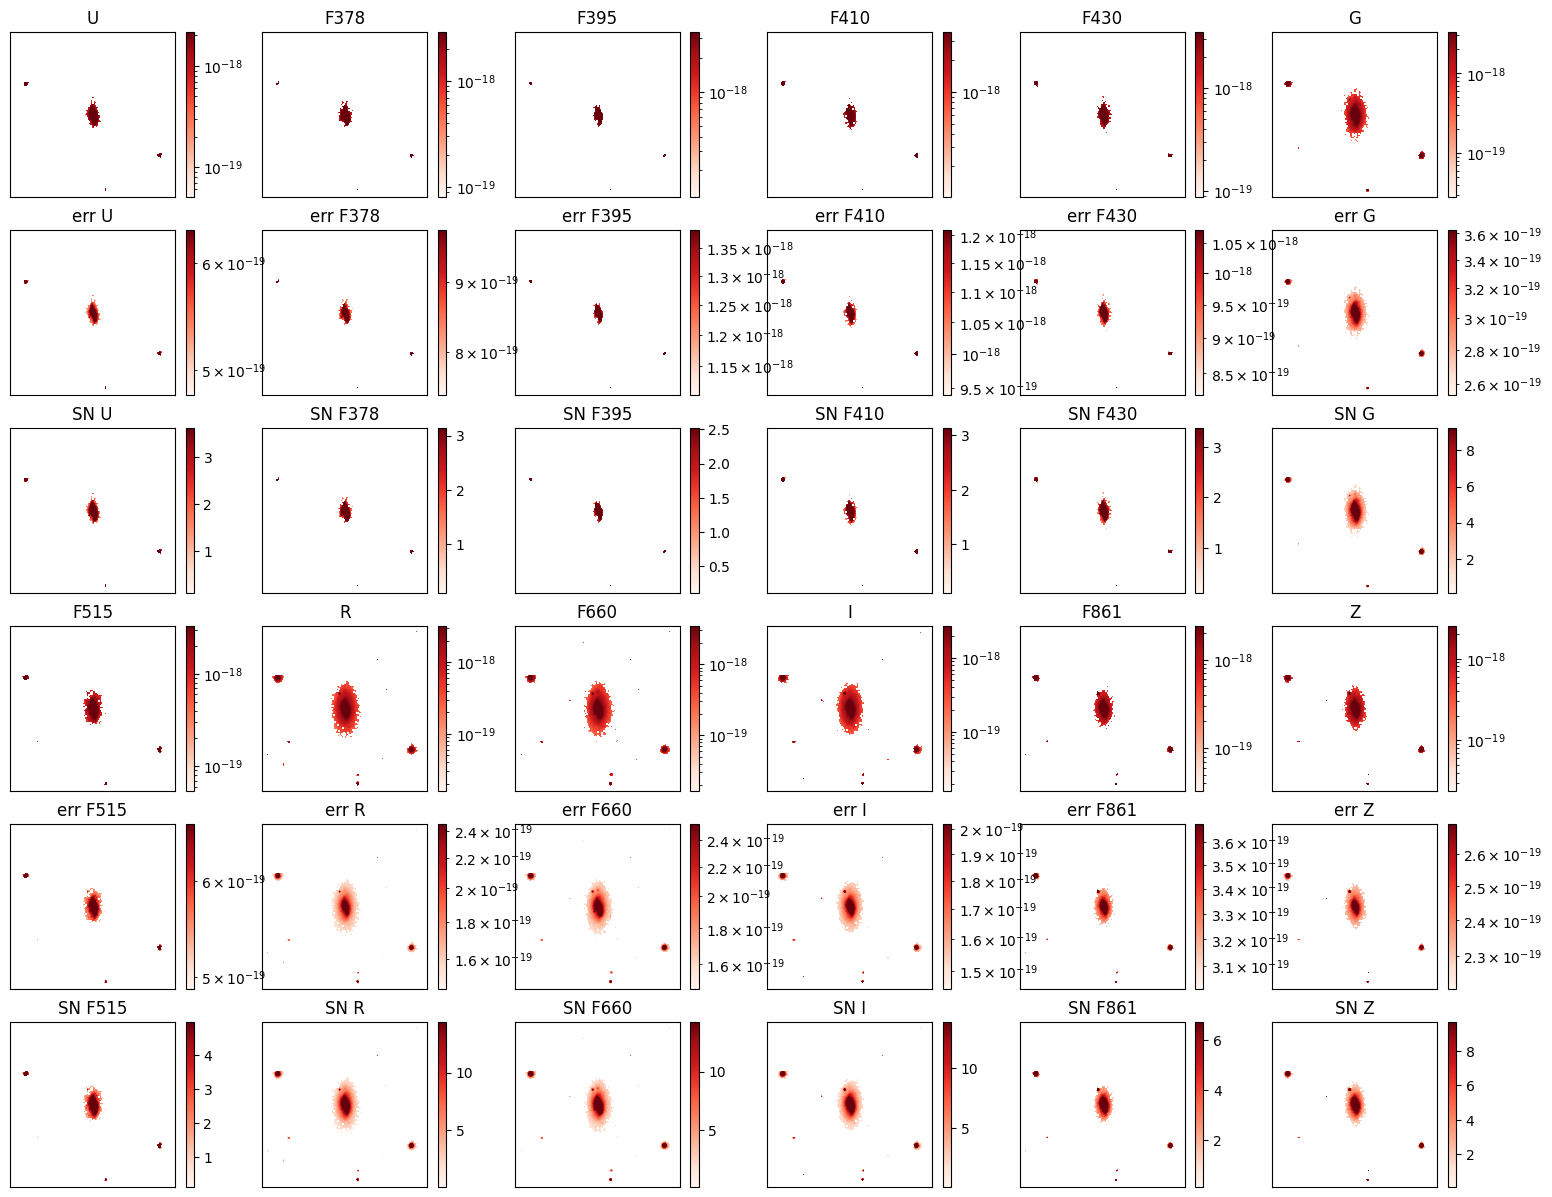 U F378 F395 F410 F430 G
10⁻¹⁸ 10⁻¹⁸ 10⁻¹⁸ 10⁻¹⁸ 10⁻¹⁸ 10⁻¹⁸
10⁻¹⁹ 10⁻¹⁹ 10⁻¹⁹ 10⁻¹⁹
err U err F378 err F395 err F410 err F430 err G
6 × 10⁻¹⁹
5 × 10⁻¹⁹
9 × 10⁻¹⁹
8 × 10⁻¹⁹
1.35 × 10⁻¹⁸
1.30 × 10⁻¹⁸
1.25 × 10⁻¹⁸
1.20 × 10⁻¹⁸
1.15 × 10⁻¹⁸
1.20 × 10⁻¹⁸
1.15 × 10⁻¹⁸
1.10 × 10⁻¹⁸
1.05 × 10⁻¹⁸
10⁻¹⁸
9.5 × 10⁻¹⁹
1.05 × 10⁻¹⁸
10⁻¹⁸
9.5 × 10⁻¹⁹
9 × 10⁻¹⁹
8.5 × 10⁻¹⁹
3.6 × 10⁻¹⁹
3.4 × 10⁻¹⁹
3.2 × 10⁻¹⁹
3 × 10⁻¹⁹
2.8 × 10⁻¹⁹
2.6 × 10⁻¹⁹
SN U SN F378 SN F395 SN F410 SN F430 SN G
3
2
1
3
2
1
2.5
2.0
1.5
1.0
0.5
3
2
1
3
2
1
8
6
4
2
F515 R F660 I F861 Z
10⁻¹⁸ 10⁻¹⁸ 10⁻¹⁸ 10⁻¹⁸ 10⁻¹⁸ 10⁻¹⁸
10⁻¹⁹ 10⁻¹⁹ 10⁻¹⁹ 10⁻¹⁹ 10⁻¹⁹ 10⁻¹⁹
err F515 err R err F660 err I err F861 err Z
6 × 10⁻¹⁹
5 × 10⁻¹⁹
2.4 × 10⁻¹⁹
2.2 × 10⁻¹⁹
2 × 10⁻¹⁹
1.8 × 10⁻¹⁹
1.6 × 10⁻¹⁹
2.4 × 10⁻¹⁹
2.2 × 10⁻¹⁹
2 × 10⁻¹⁹
1.8 × 10⁻¹⁹
1.6 × 10⁻¹⁹
2 × 10⁻¹⁹
1.9 × 10⁻¹⁹
1.8 × 10⁻¹⁹
1.7 × 10⁻¹⁹
1.6 × 10⁻¹⁹
1.5 × 10⁻¹⁹
3.6 × 10⁻¹⁹
3.5 × 10⁻¹⁹
3.4 × 10⁻¹⁹
3.3 × 10⁻¹⁹
3.2 × 10⁻¹⁹
3.1 × 10⁻¹⁹
2.6 × 10⁻¹⁹
2.5 × 10⁻¹⁹
2.4 × 10⁻¹⁹
2.3 × 10⁻¹⁹
SN F515 SN R SN F660 SN I SN F861 SN Z
4
3
2
1
10
5
10
5
10
5
6
4
2
8
6
4
2